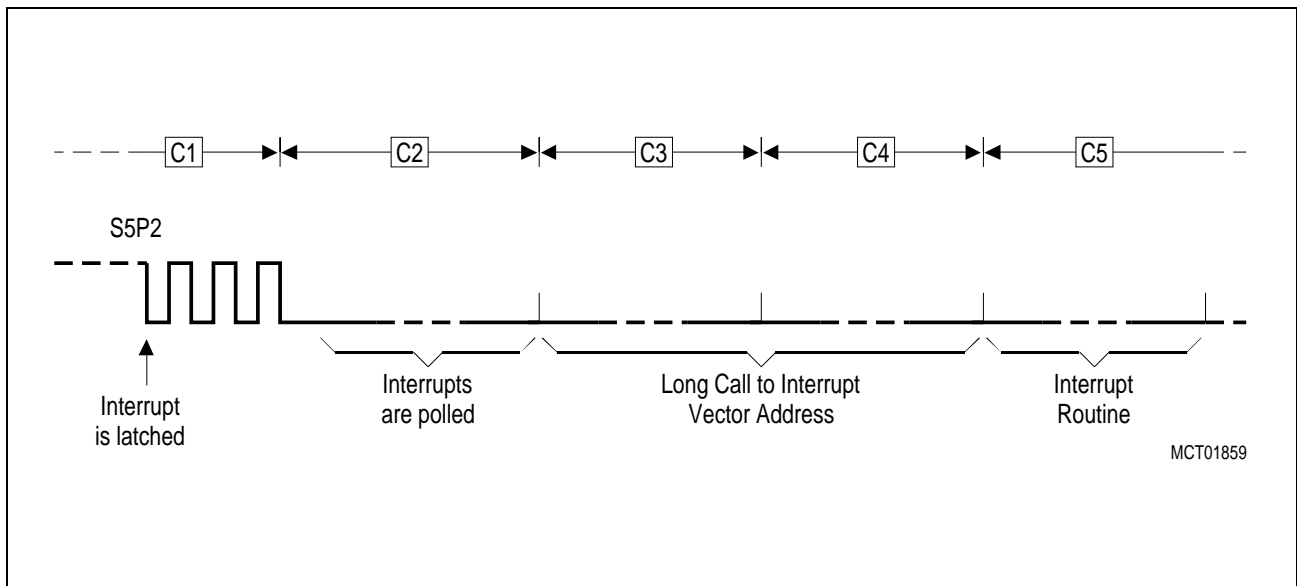 C1
C2
C3
C4
C5
S5P2
Interrupt
is latched
Interrupts
are polled
Long Call to Interrupt
Vector Address
Interrupt
Routine
MCT01859